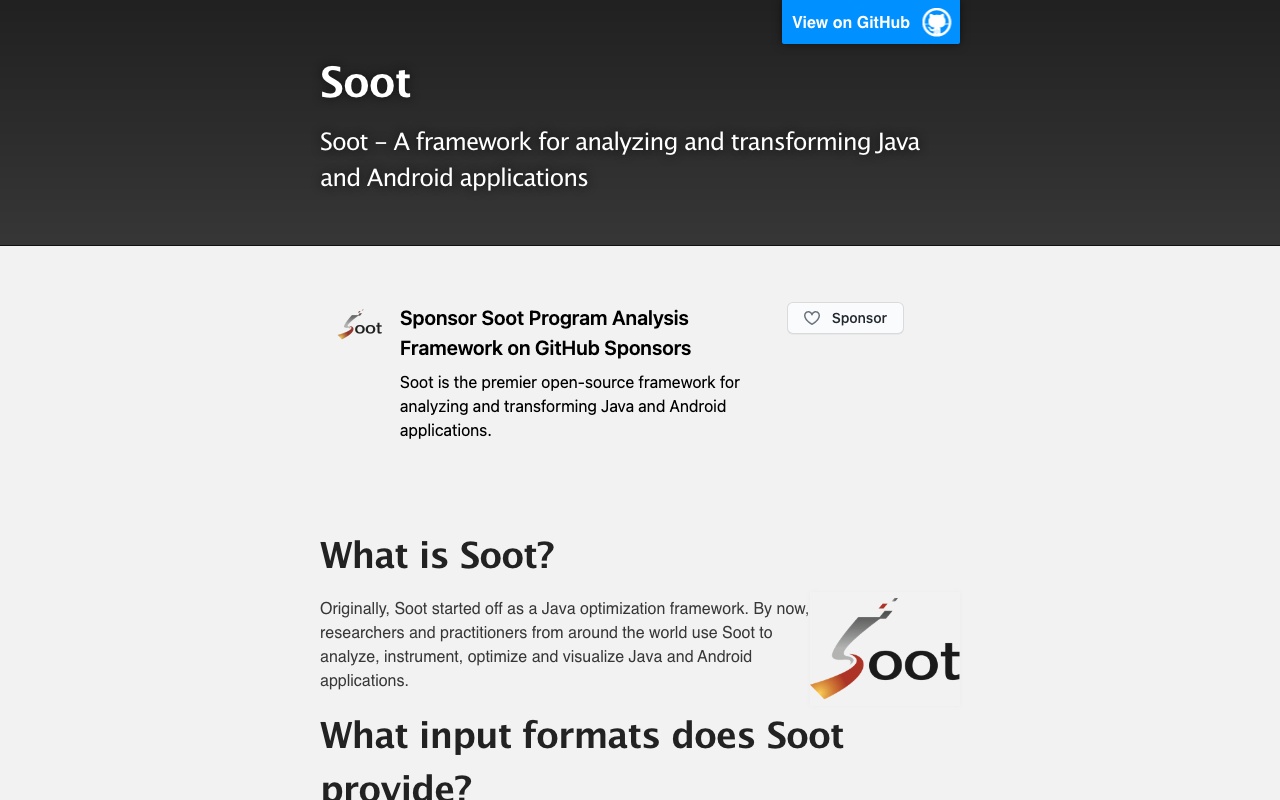 View on GitHub
Soot
Soot – A framework for analyzing and transforming Java
and Android applications
Soot
Sponsor Soot Program Analysis
Framework on GitHub Sponsors
Sponsor
Soot is the premier open-source framework for
analyzing and transforming Java and Android
applications.
What is Soot?
Originally, Soot started off as a Java optimization framework. By now,
researchers and practitioners from around the world use Soot to
analyze, instrument, optimize and visualize Java and Android
applications.
Soot
What input formats does Soot
provide?